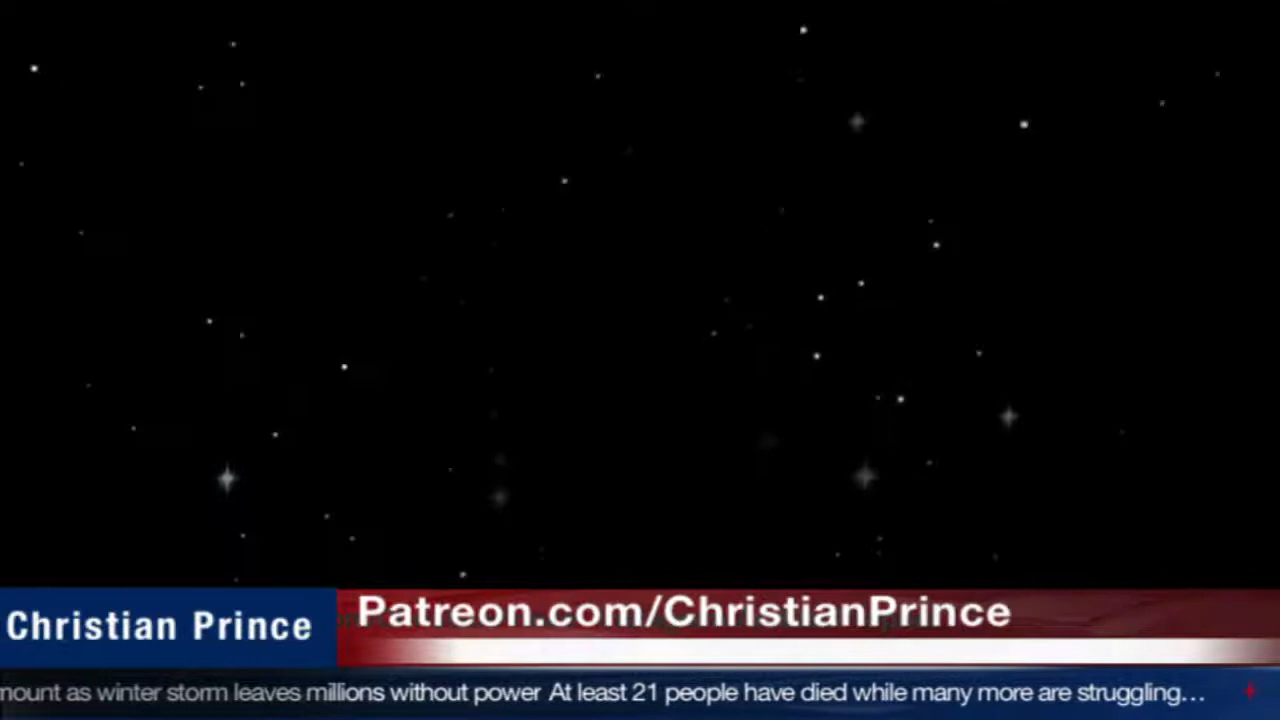 Christian Prince
Patreon.com/ChristianPrince
mount as winter storm leaves millions without power At least 21 people have died while many more are struggling…